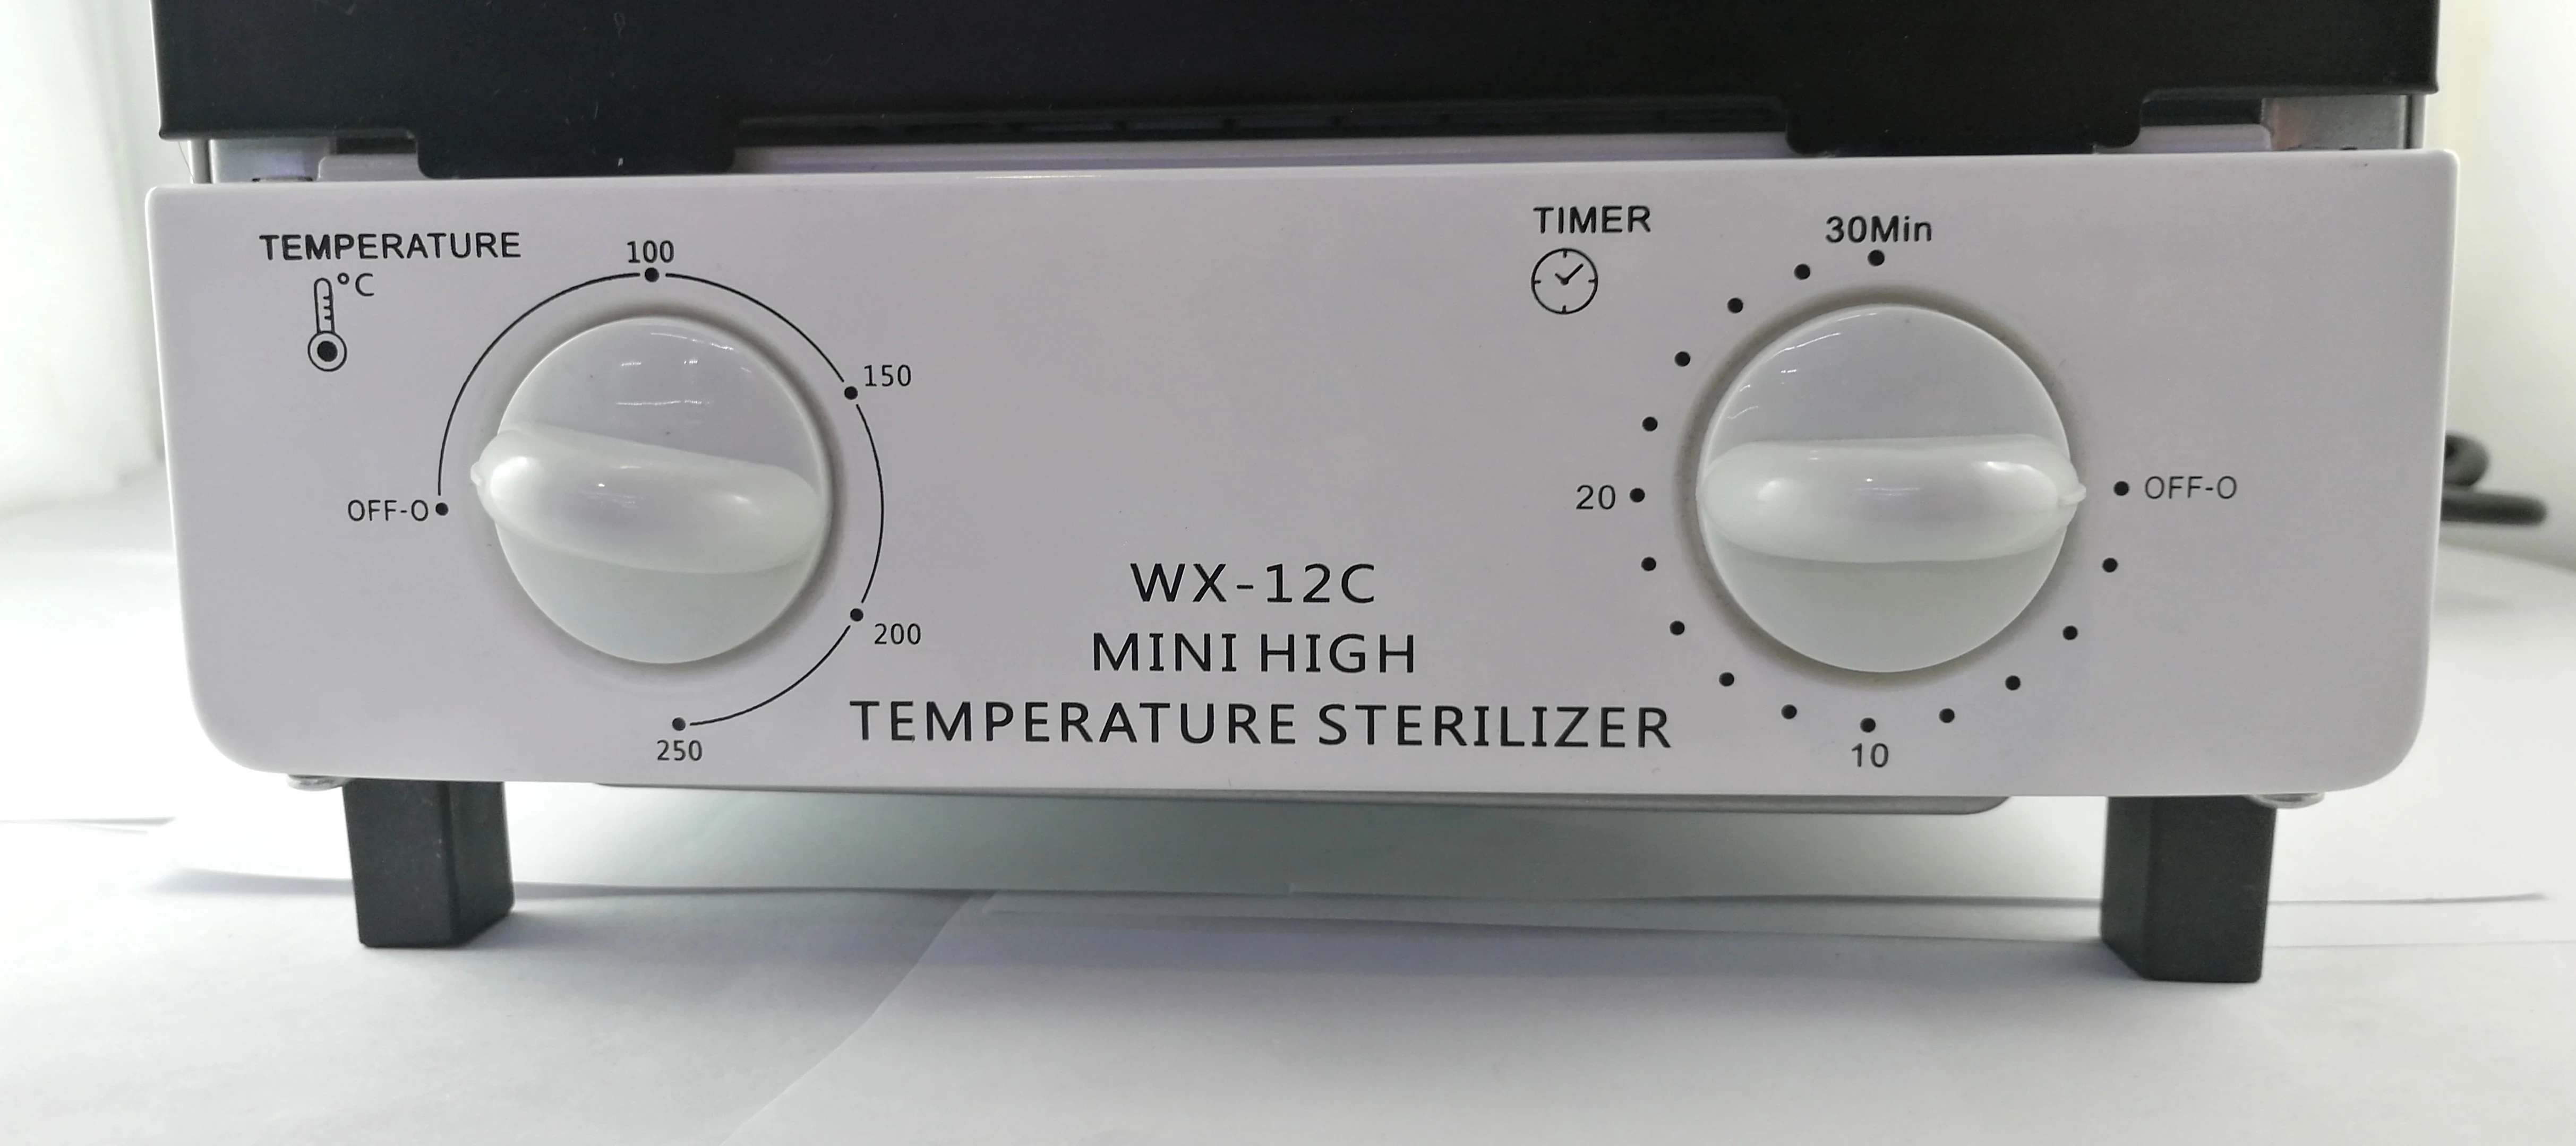 TEMPERATURE
°C
100
150
OFF-O
200
250
WX-12C
MINI HIGH
TEMPERATURE STERILIZER
TIMER
30Min
20
OFF-O
10